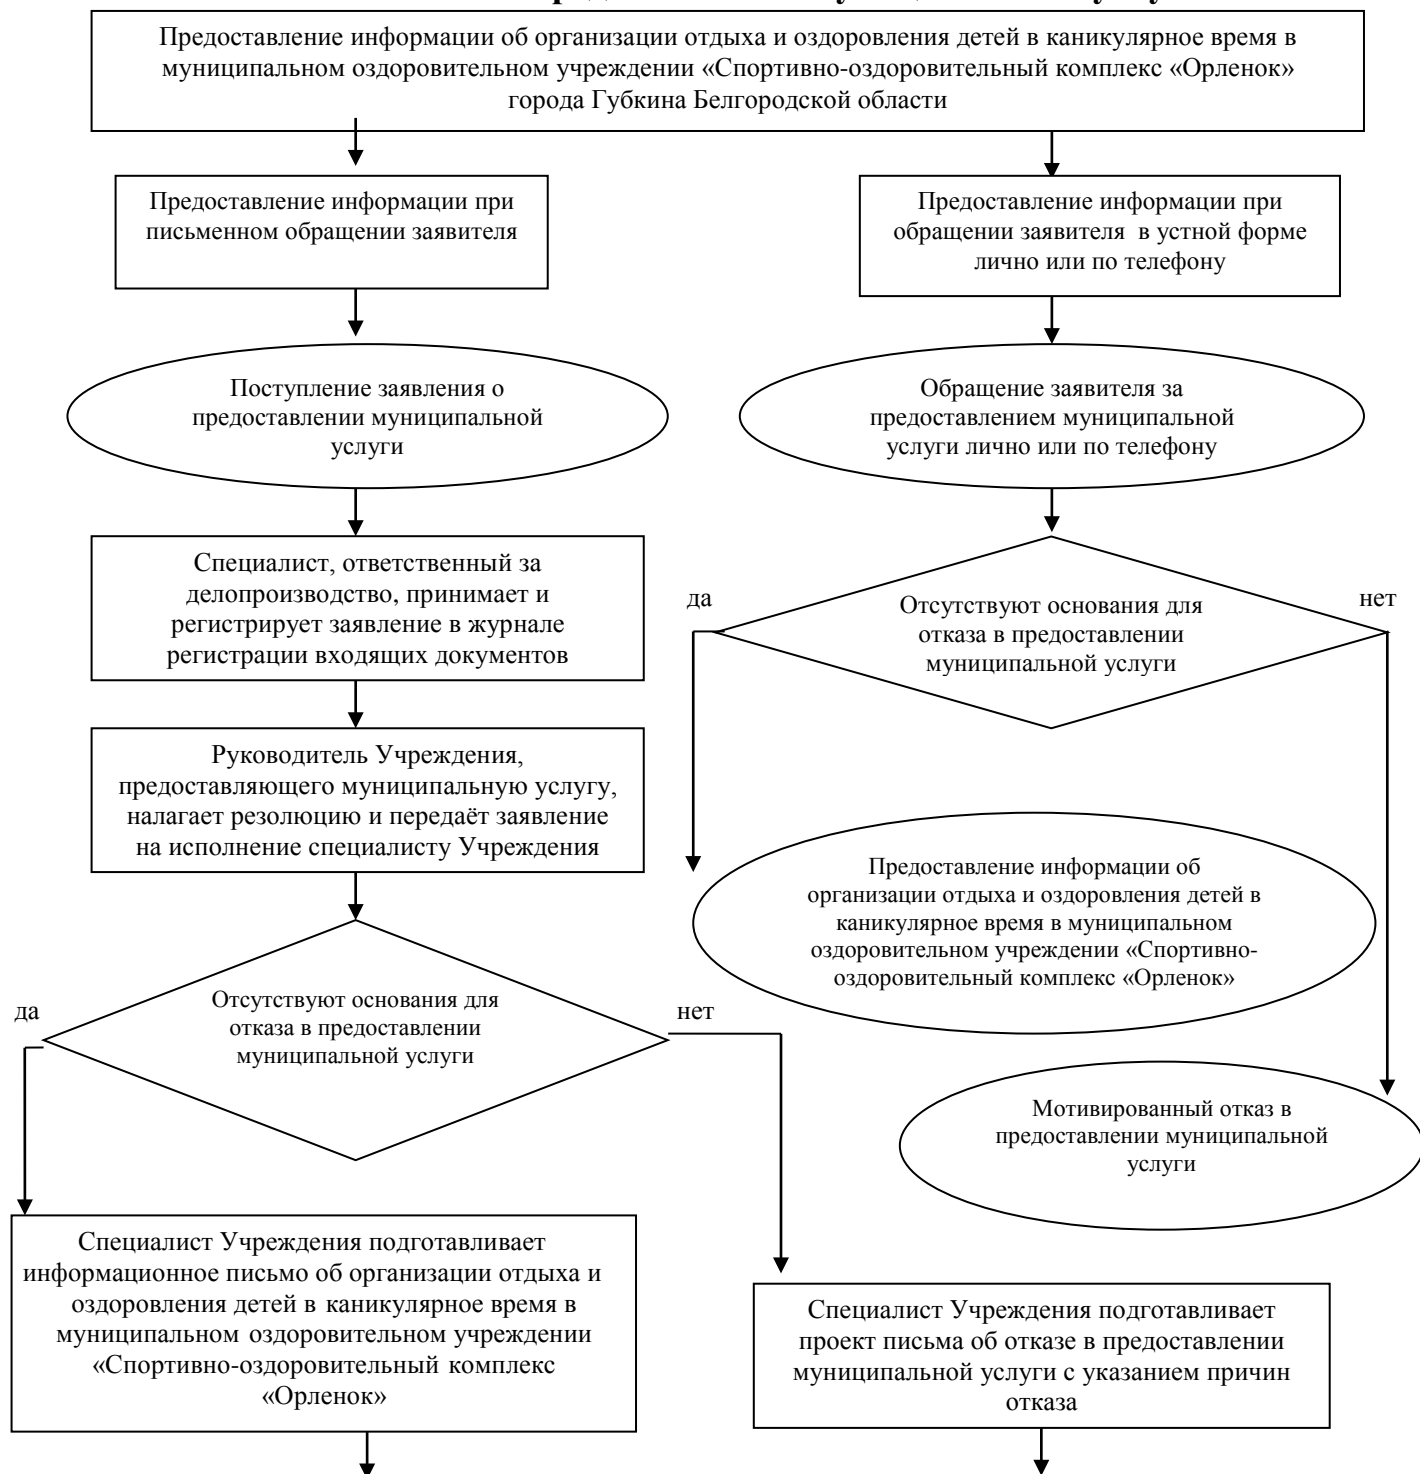 Предоставление информации об организации отдыха и оздоровления детей в каникулярное время в
муниципальном оздоровительном учреждении «Спортивно-оздоровительный комплекс «Орленок»
города Губкина Белгородской области
Предоставление информации при
письменном обращении заявителя
Предоставление информации при
обращении заявителя в устной форме
лично или по телефону
Поступление заявления о
предоставлении муниципальной
услуги
Обращение заявителя за
предоставлением муниципальной
услуги лично или по телефону
Специалист, ответственный за
делопроизводство, принимает и
регистрирует заявление в журнале
регистрации входящих документов
да
Отсутствуют основания для
отказа в предоставлении
муниципальной услуги
нет
Руководитель Учреждения,
предоставляющего муниципальную услугу,
налагает резолюцию и передаёт заявление
на исполнение специалисту Учреждения
Предоставление информации об
организации отдыха и оздоровления детей в
каникулярное время в муниципальном
оздоровительном учреждении «Спортивно-
оздоровительный комплекс «Орленок»
да
Отсутствуют основания для
отказа в предоставлении
муниципальной услуги
нет
Мотивированный отказ в
предоставлении муниципальной
услуги
Специалист Учреждения подготавливает
информационное письмо об организации отдыха и
оздоровления детей в каникулярное время в
муниципальном оздоровительном учреждении
«Спортивно-оздоровительный комплекс
«Орленок»
Специалист Учреждения подготавливает
проект письма об отказе в предоставлении
муниципальной услуги с указанием причин
отказа